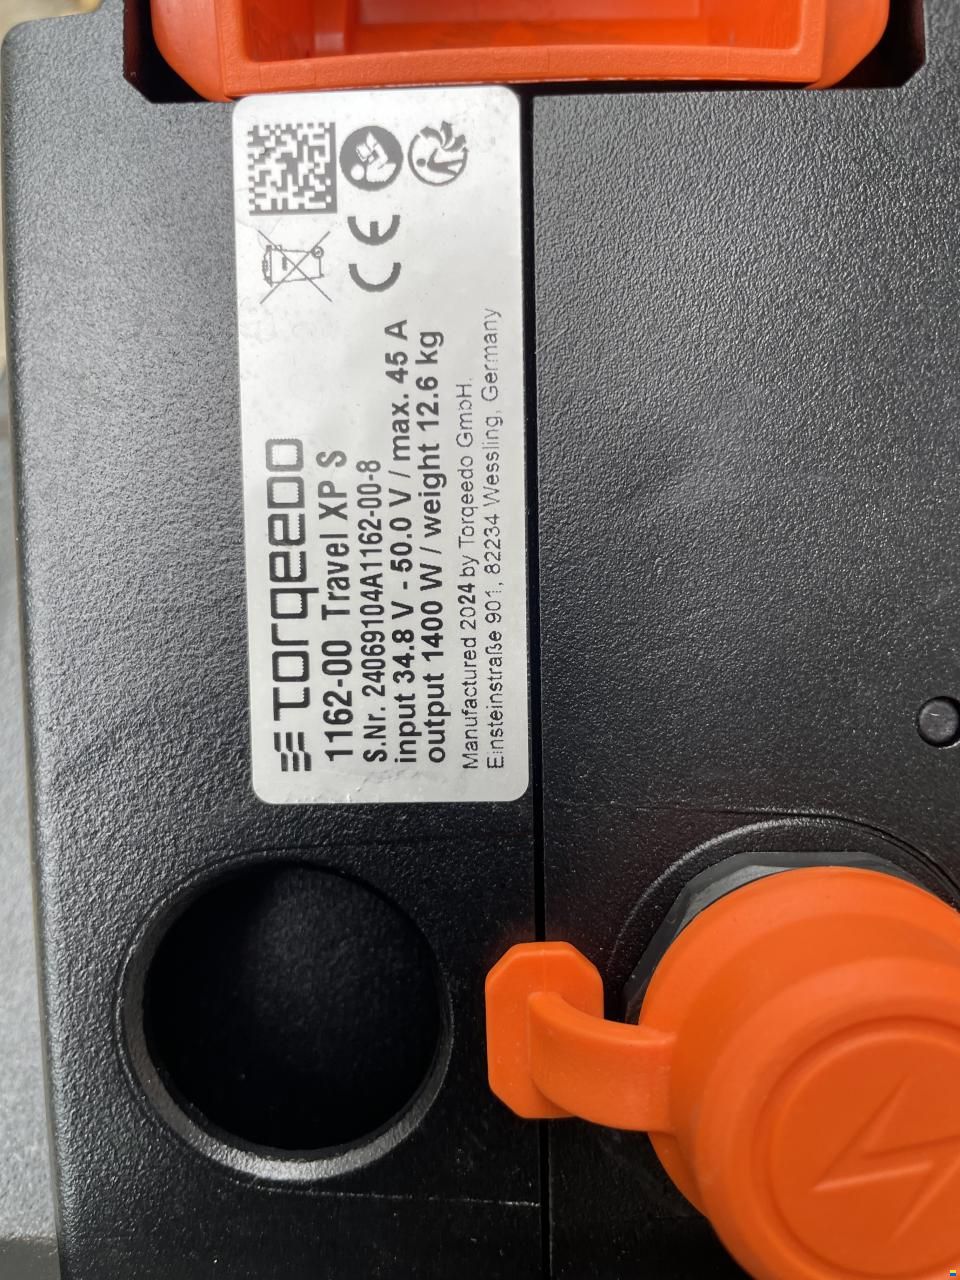 torqeedo
1162-00 Travel XP S
S.Nr. 24069104A1162-00-8
input 34.8 V - 50.0 V / max. 45 A
output 1400 W / weight 12.6 kg
Manufactured 2024 by Torqeedo GmbH.
Einsteinstraße 901, 82234 Wessling, Germany
CE